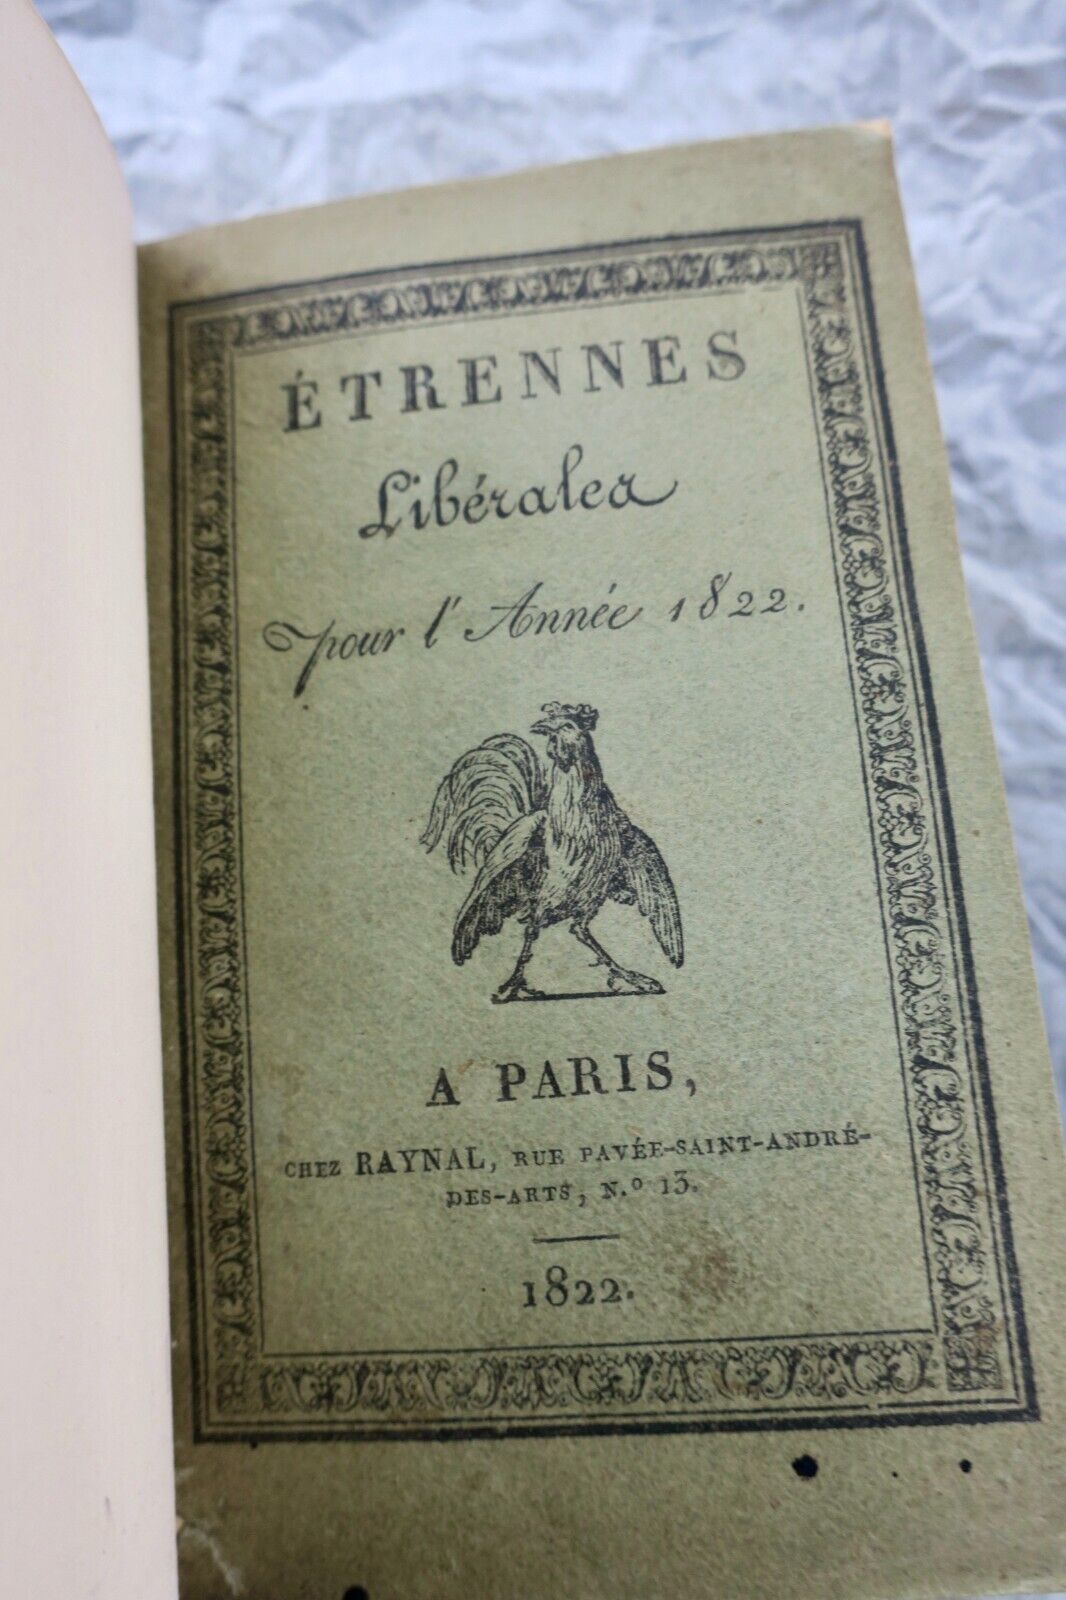 ÉTRENNES
Libérales
pour l'Année 1822.
A PARIS,
CHEZ RAYNAL, RUE PAVÉE-SAINT-ANDRÉ-
DES-ARTS, N.º 13.
1822.